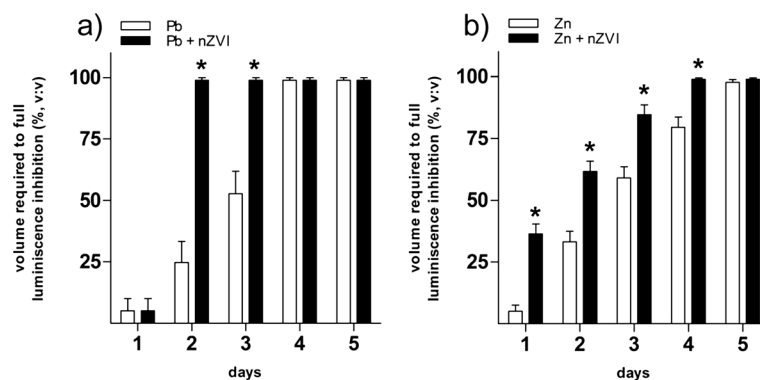 a)
Pb
Pb + nZVI
volume required to full
luminiscence inhibition (%, v:v)
100
75
50
25
*
*
1 2 3 4 5
days
b)
Zn
Zn + nZVI
volume required to full
luminiscence inhibition (%, v:v)
100
75
50
25
*
*
*
*
1 2 3 4 5
days